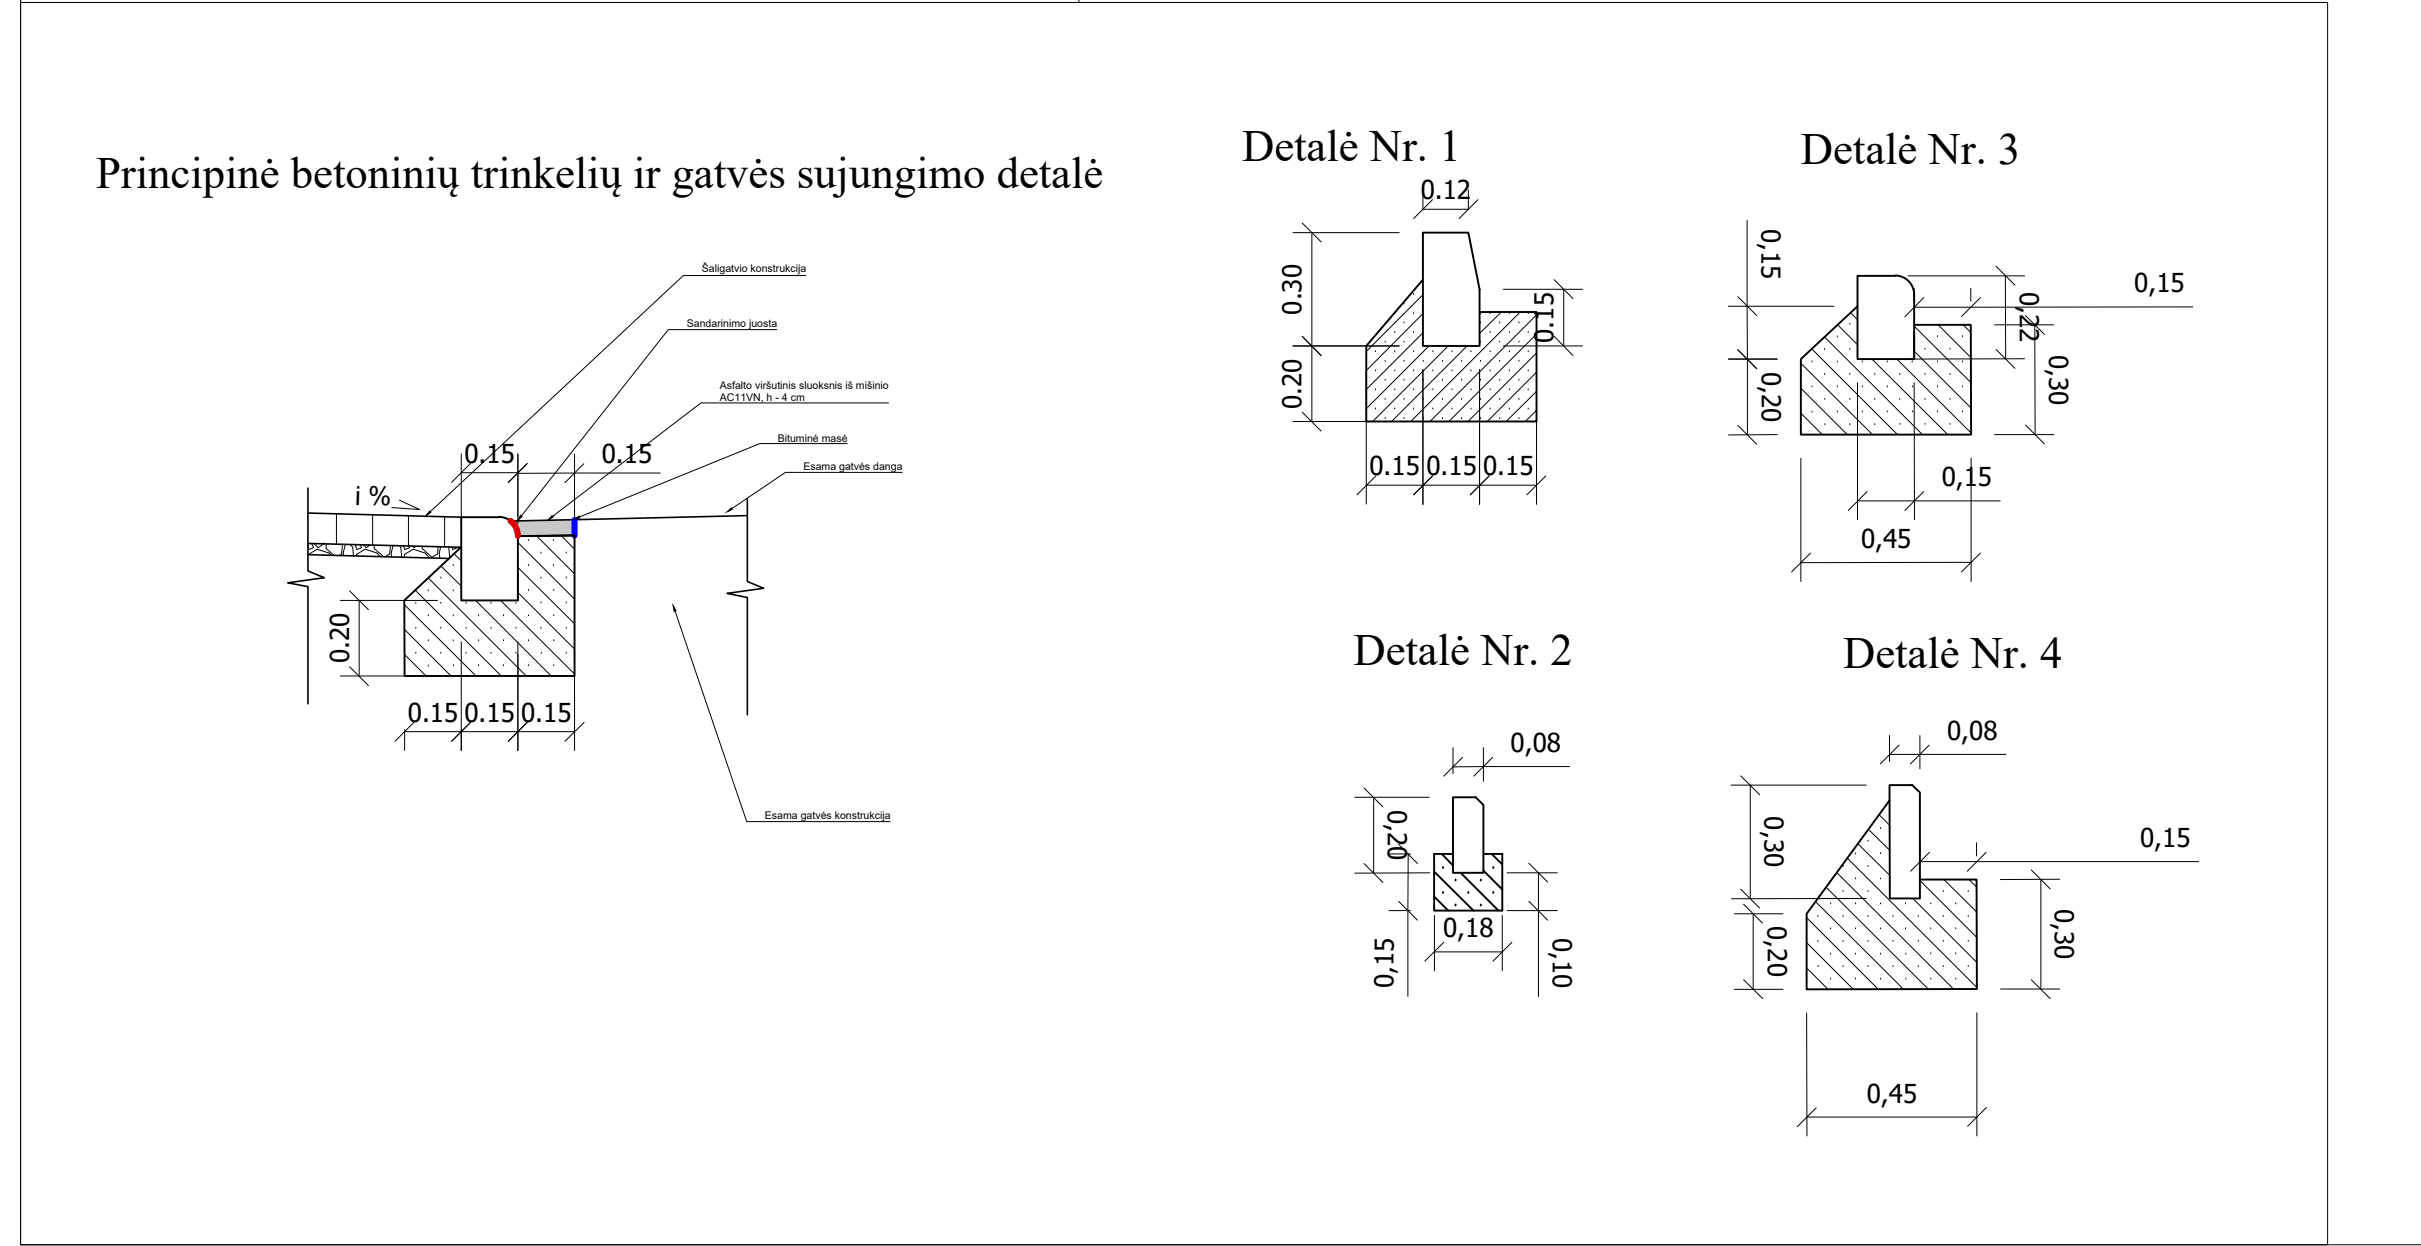 Principinė betoninių trinkelių ir gatvės sujungimo detalė
Šaligatvio konstrukcija
Sandarinimo juosta
Asfalto viršutinis sluoksnis iš mišinio
AC11VN, h - 4 cm
Bituminė masė
Esama gatvės danga
0.15
0.15
i %
0.20
0.15
0.15
0.15
Esama gatvės konstrukcija
Detalė Nr. 1
0.12
0.30
0.15
0.20
0.15
0.15
0.15
Detalė Nr. 3
0,15
0,15
0,22
0,30
0,20
0,15
0,45
Detalė Nr. 2
0,08
0,20
0,18
0,15
0,10
Detalė Nr. 4
0,08
0,30
0,15
0,20
0,30
0,45